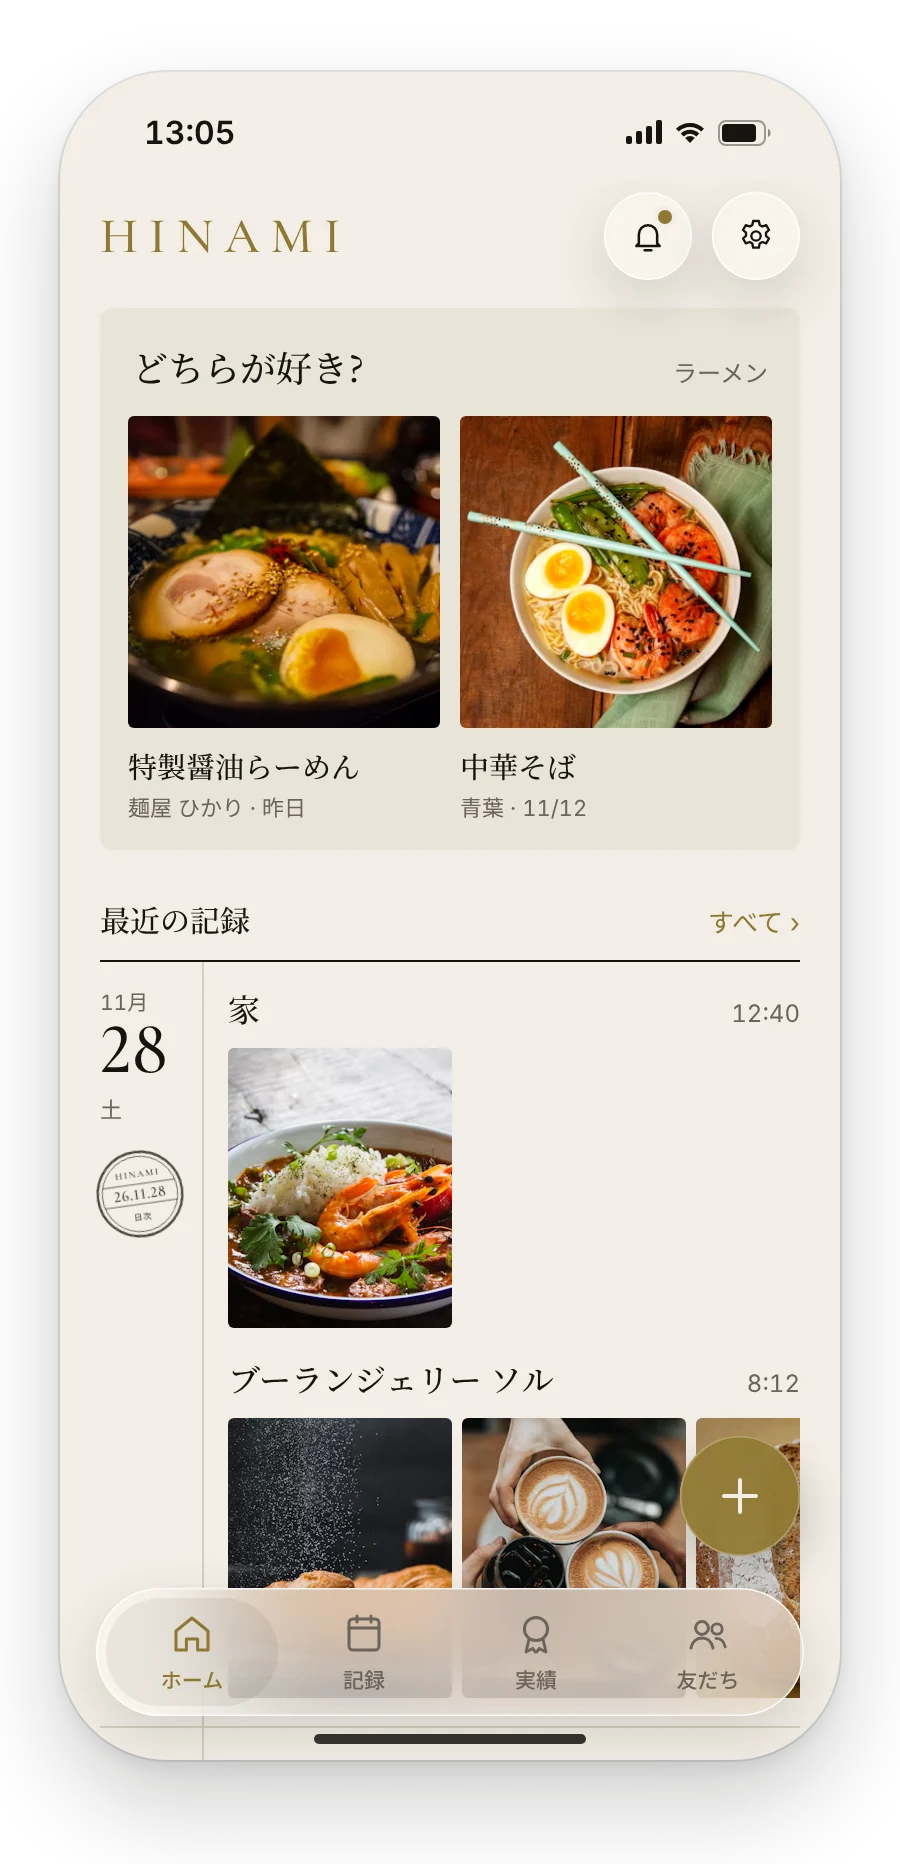 13:05
HINAMI
どちらが好き?
ラーメン
特製醤油らーめん
麺屋 ひかり · 昨日
中華そば
青葉 · 11/12
最近の記録
すべて ›
11月
28
土
HINAMI
26.11.28
目次
家
12:40
ブーランジェリー ソル
8:12
ホーム
記録
実績
友だち